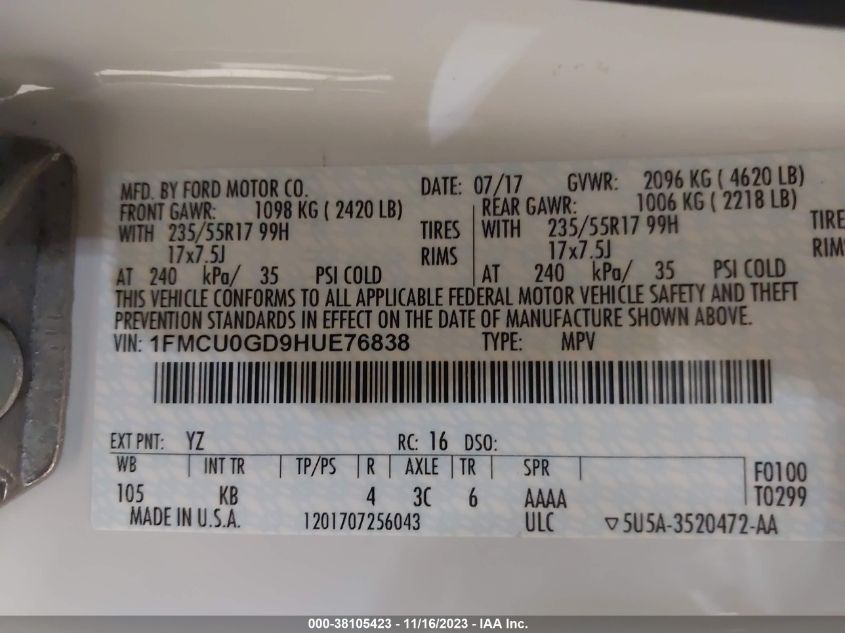 MFD. BY FORD MOTOR CO. DATE: 07/17 GVWR: 2096 KG ( 4620 LB)
FRONT GAWR: 1098 KG ( 2420 LB) REAR GAWR: 1006 KG ( 2218 LB)
WITH 235/55R17 99H TIRES WITH 235/55R17 99H TIRE
17x7.5J RIMS 17x7.5J RIM
AT 240 kPa/ 35 PSI COLD AT 240 kPa/ 35 PSI COLD
THIS VEHICLE CONFORMS TO ALL APPLICABLE FEDERAL MOTOR VEHICLE SAFETY AND THEFT
PREVENTION STANDARDS IN EFFECT ON THE DATE OF MANUFACTURE SHOWN ABOVE.
VIN: 1FMCU0GD9HUE76838 TYPE: MPV
EXT PNT: YZ RC: 16 DSO:
WB INT TR TP/PS R AXLE TR SPR F0100
105 KB 4 3C 6 AAAA T0299
MADE IN U.S.A. 1201707256043 ULC ▽5U5A-3520472-AA
000-38105423 - 11/16/2023 - IAA Inc.